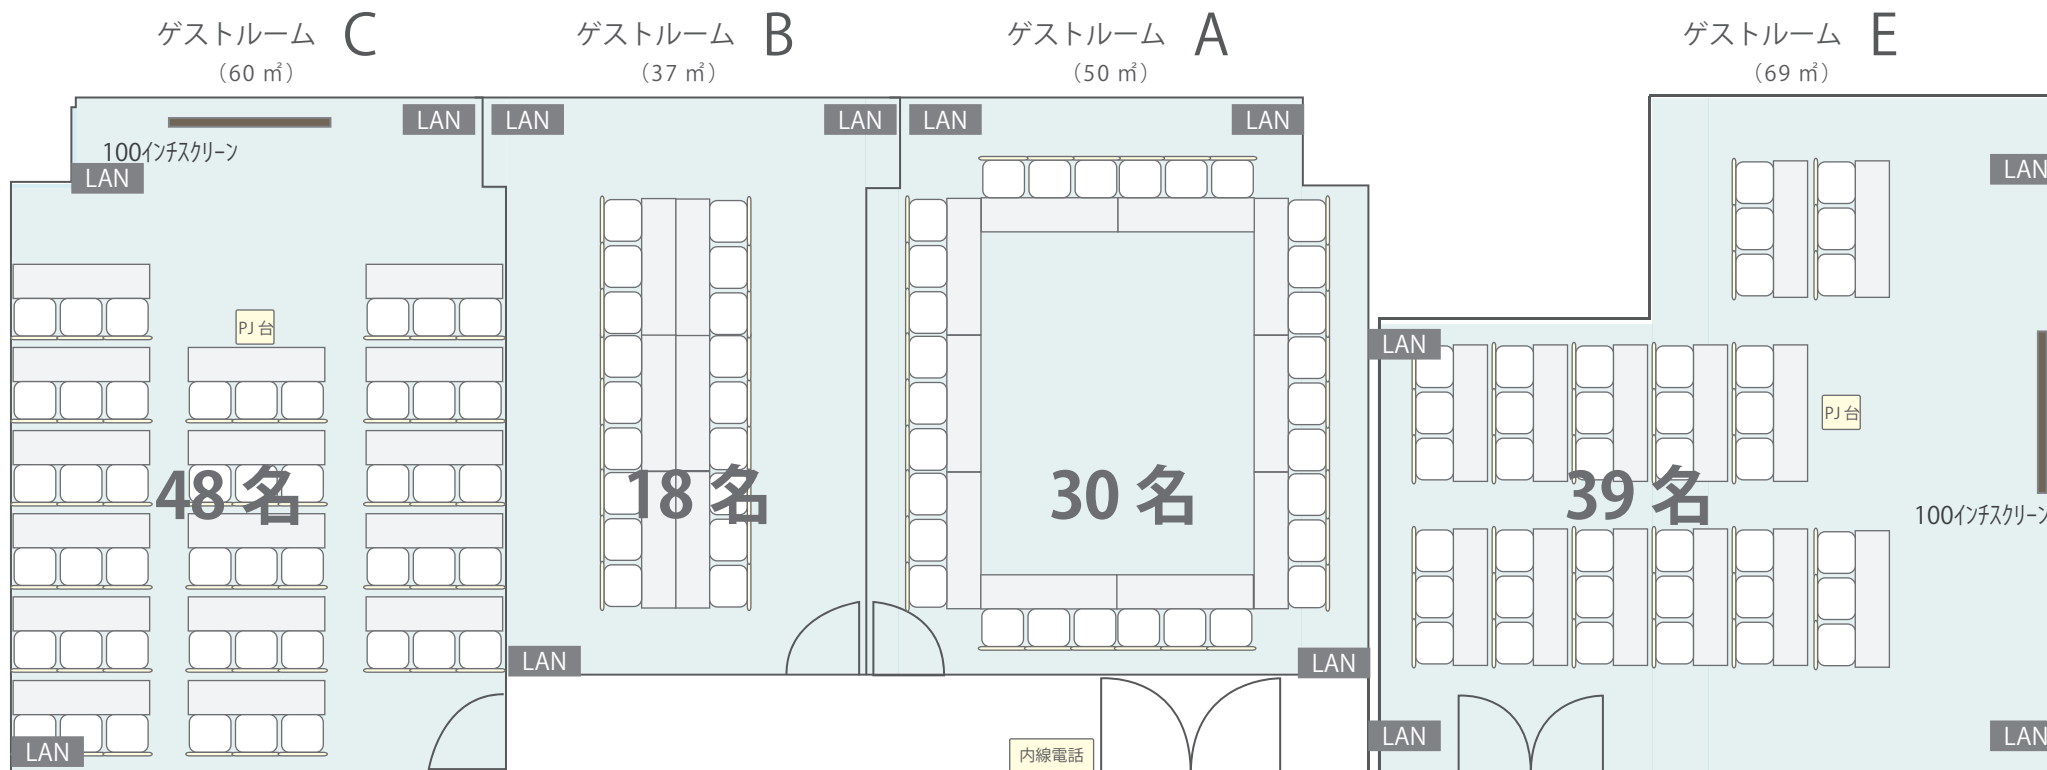 ゲストルーム C
（60 ㎡）
ゲストルーム B
（37 ㎡）
ゲストルーム A
（50 ㎡）
ゲストルーム E
（69 ㎡）
LAN
LAN
LAN
LAN
LAN
100インチスクリーン
LAN
LAN
PJ 台
LAN
PJ 台
48 名
18 名
30 名
39 名
100インチスクリーン
LAN
LAN
LAN
LAN
LAN
内線電話